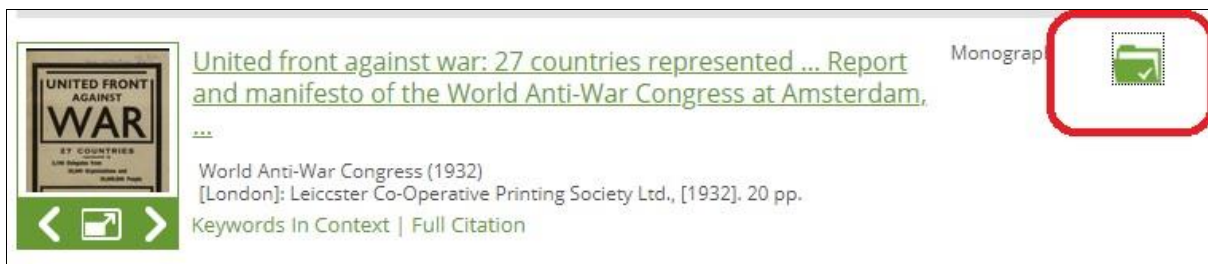 UNITED FRONT
AGAINST
WAR
27 COUNTRIES
United front against war: 27 countries represented ... Report
and manifesto of the World Anti-War Congress at Amsterdam,
...
World Anti-War Congress (1932)
[London]: Leiccster Co-Operative Printing Society Ltd., [1932]. 20 pp.
Keywords In Context | Full Citation
Monograp